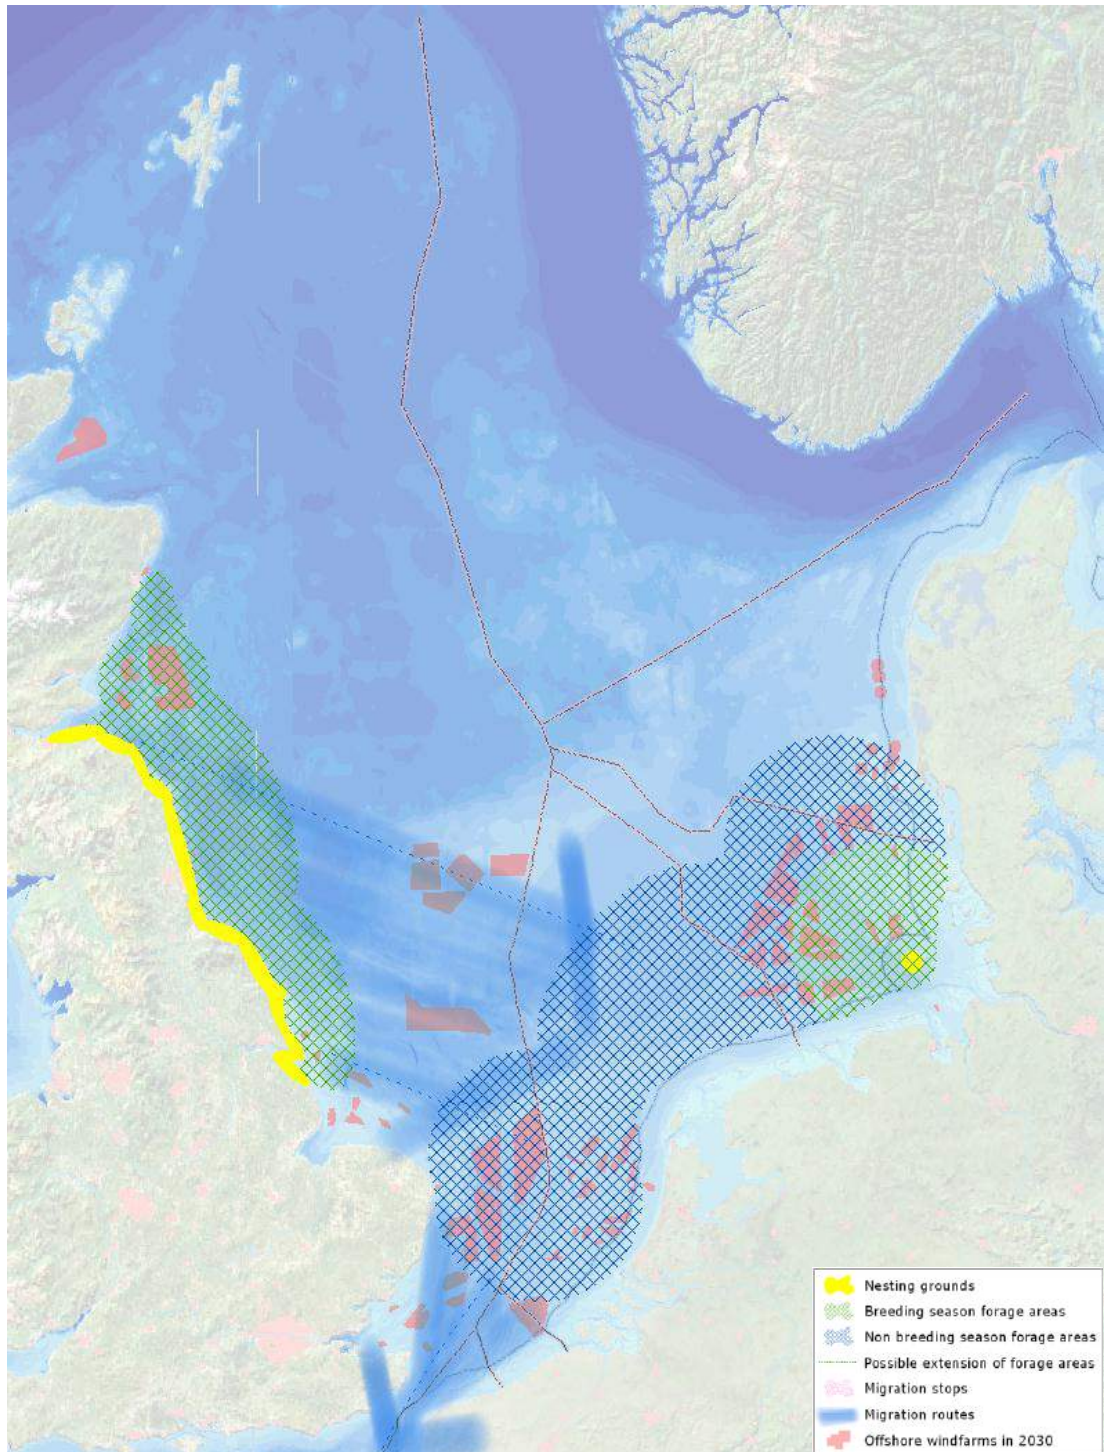 Nesting grounds
Breeding season forage areas
Non breeding season forage areas
Possible extension of forage areas
Migration stops
Migration routes
Offshore windfarms in 2030